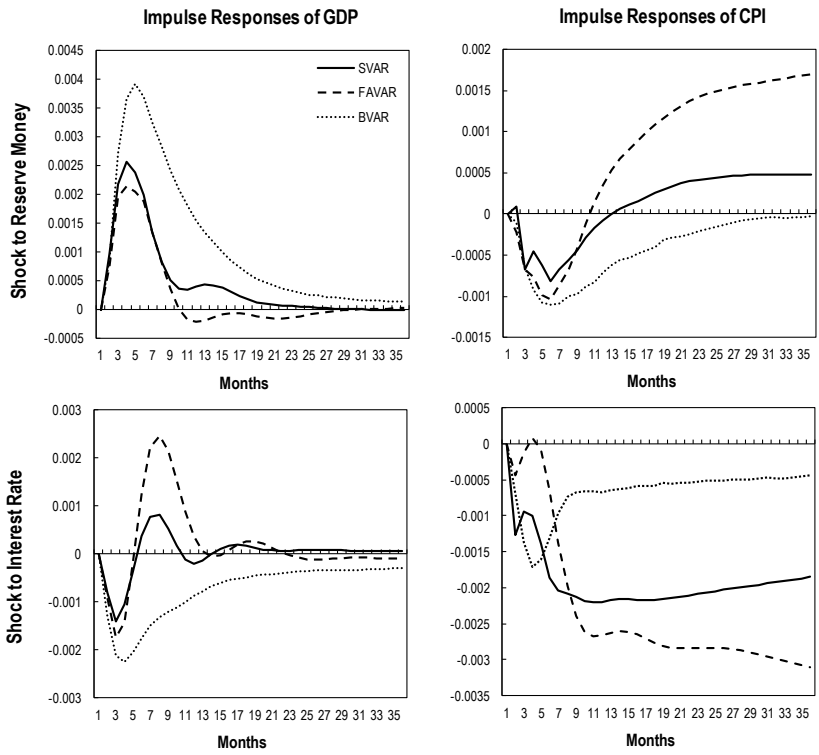 Impulse Responses of GDP
Impulse Responses of CPI
Shock to Reserve Money
0.0045
0.004
0.0035
0.003
0.0025
0.002
0.0015
0.001
0.0005
0
-0.0005
SVAR
FAVAR
BVAR
1 3 5 7 9 11 13 15 17 19 21 23 25 27 29 31 33 35
Months
0.002
0.0015
0.001
0.0005
0
-0.0005
-0.001
-0.0015
1 3 5 7 9 11 13 15 17 19 21 23 25 27 29 31 33 35
Months
Shock to Interest Rate
0.003
0.002
0.001
0
-0.001
-0.002
-0.003
1 3 5 7 9 11 13 15 17 19 21 23 25 27 29 31 33 35
Months
0.0005
0
-0.0005
-0.001
-0.0015
-0.002
-0.0025
-0.003
-0.0035
1 3 5 7 9 11 13 15 17 19 21 23 25 27 29 31 33 35
Months